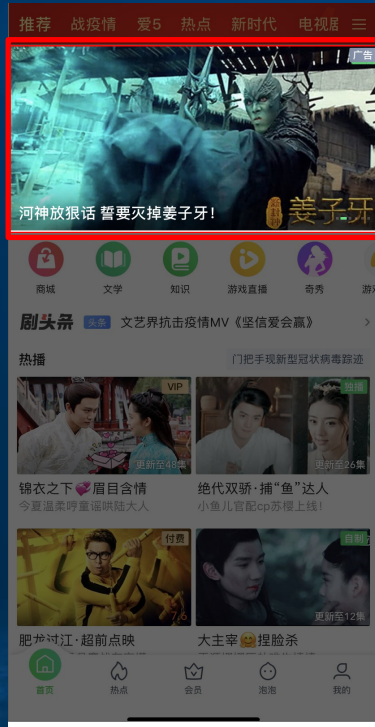 推荐 战疫情 爱5 热点 新时代 电视剧
广告
河神放狠话 誓要灭掉姜子牙!
姜子牙
商城 文学 知识 游戏直播 奇秀 游
剧头条 头条 文艺界抗击疫情MV《坚信爱会赢》
热播 门把手现新型冠状病毒踪迹
VIP 独播
更新至48集 更新至26集
锦衣之下💞眉目含情 绝代双骄·捕“鱼”达人
今夏温柔哼童谣哄陆大人 小鱼儿官配cp苏樱上线!
付费 自制
7.6 更新至12集
肥龙过江·超前点映 大主宰🤗捏脸杀
首页 热点 会员 泡泡 我的